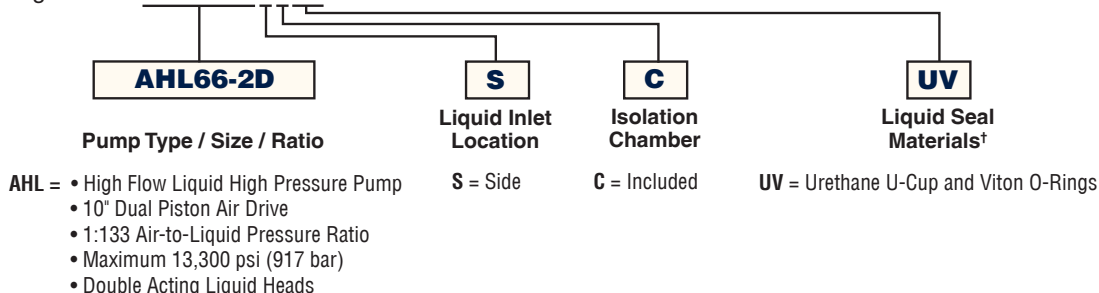 AHL66-2D S C UV
Pump Type / Size / Ratio
Liquid Inlet
Location
Isolation
Chamber
Liquid Seal
Materials†
AHL = • High Flow Liquid High Pressure Pump
• 10" Dual Piston Air Drive
• 1:133 Air-to-Liquid Pressure Ratio
• Maximum 13,300 psi (917 bar)
• Double Acting Liquid Heads
S = Side
C = Included
UV = Urethane U-Cup and Viton O-Rings